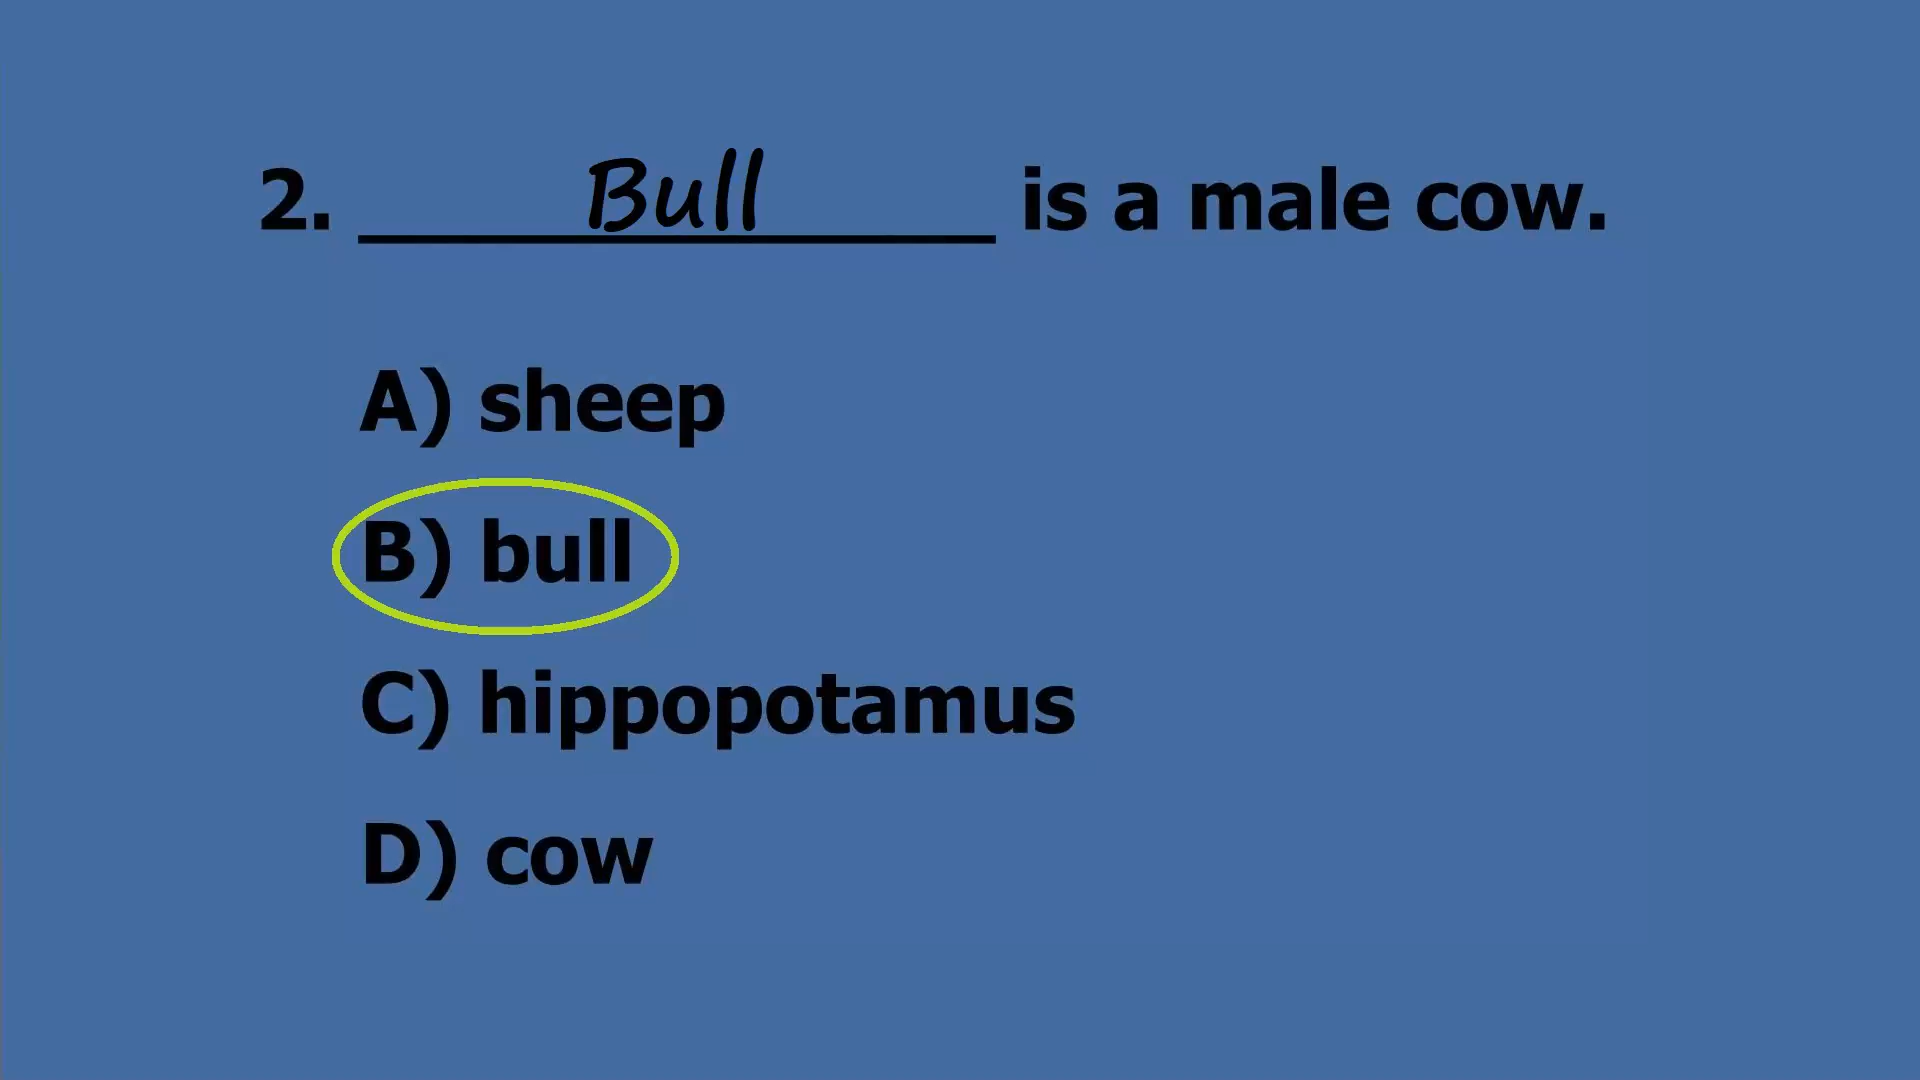 2. Bull is a male cow.
A) sheep
B) bull
C) hippopotamus
D) cow